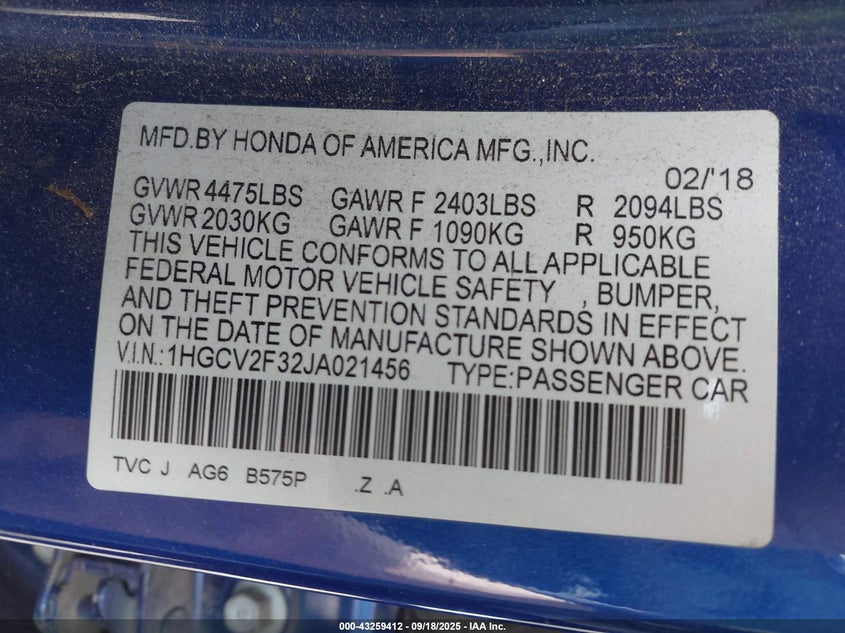 MFD.BY HONDA OF AMERICA MFG.,INC.
02/'18
GVWR 4475LBS GAWR F 2403LBS R 2094LBS
GVWR 2030KG GAWR F 1090KG R 950KG
THIS VEHICLE CONFORMS TO ALL APPLICABLE
FEDERAL MOTOR VEHICLE SAFETY , BUMPER,
AND THEFT PREVENTION STANDARDS IN EFFECT
ON THE DATE OF MANUFACTURE SHOWN ABOVE.
V.I.N.:1HGCV2F32JA021456 TYPE:PASSENGER CAR
TVC J AG6 B575P .Z .A
000-43259412 - 09/18/2025 - IAA Inc.